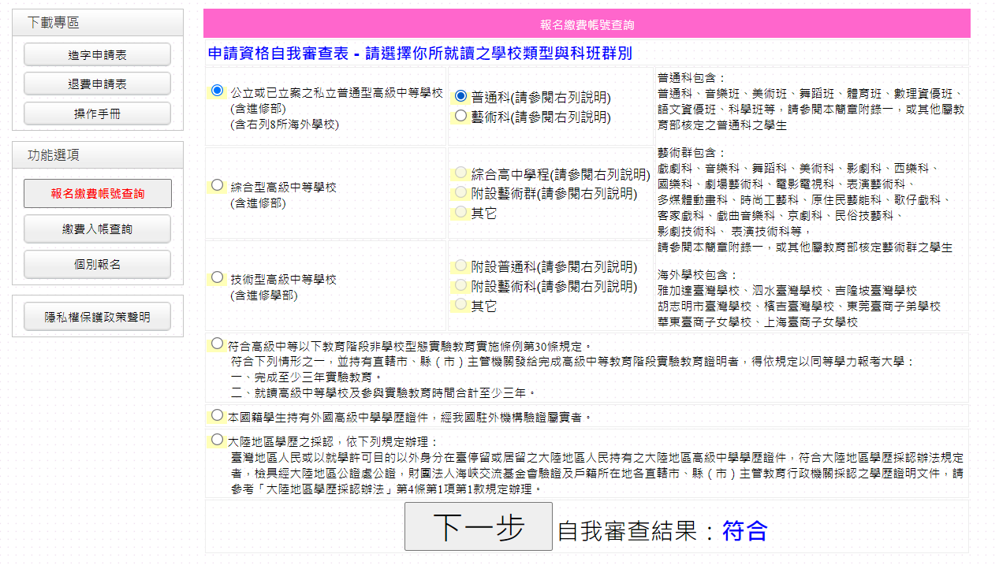 下載專區
造字申請表
退費申請表
操作手冊
功能選項
報名繳費帳號查詢
繳費入帳查詢
個別報名
隱私權保護政策聲明
報名繳費帳號查詢
申請資格自我審查表 - 請選擇你所就讀之學校類型與科班群別
公立或已立案之私立普通型高級中等學校
(含進修部)
(含右列8所海外學校)
普通科(請參閱右列說明)
藝術科(請參閱右列說明)
綜合型高級中等學校
(含進修部)
綜合高中學程(請參閱右列說明)
附設藝術群(請參閱右列說明)
其它
技術型高級中等學校
(含進修學部)
附設普通科(請參閱右列說明)
附設藝術科(請參閱右列說明)
其它
普通科包含：
普通科、音樂班、美術班、舞蹈班、體育班、數理資優班、
語文資優班、科學班等，請參閱本簡章附錄一，或其他屬教
育部核定之普通科之學生
藝術群包含：
戲劇科、音樂科、舞蹈科、美術科、影劇科、西樂科、
國樂科、劇場藝術科、電影電視科、表演藝術科、
多媒體動畫科、時尚工藝科、原住民藝能科、歌仔戲科、
客家戲科、戲曲音樂科、京劇科、民俗技藝科、
影劇技術科、 表演技術科等，
請參閱本簡章附錄一，或其他屬教育部核定藝術群之學生
海外學校包含：
雅加達臺灣學校、泗水臺灣學校、吉隆坡臺灣學校
胡志明市臺灣學校、檳吉臺灣學校、東莞臺商子弟學校
華東臺商子女學校、上海臺商子女學校
符合高級中等以下教育階段非學校型態實驗教育實施條例第30條規定。
符合下列情形之一，並持有直轄市、縣（市）主管機關發給完成高級中等教育階段實驗教育證明者，得依規定以同等學力報考大學：
一、完成至少三年實驗教育。
二、就讀高級中等學校及參與實驗教育時間合計至少三年。
本國籍學生持有外國高級中學學歷證件，經我國駐外機構驗證屬實者。
大陸地區學歷之採認，依下列規定辦理：
臺灣地區人民或以就學許可目的以外身分在臺停留或居留之大陸地區人民持有之大陸地區高級中學學歷證件，符合大陸地區學歷採認辦法規定
者，檢具經大陸地區公證處公證，財團法人海峽交流基金會驗證及戶籍所在地各直轄市、縣（市）主管教育行政機關採認之學歷證明文件，請
參考「大陸地區學歷採認辦法」第4條第1項第1款規定辦理。
下一步 自我審查結果：符合